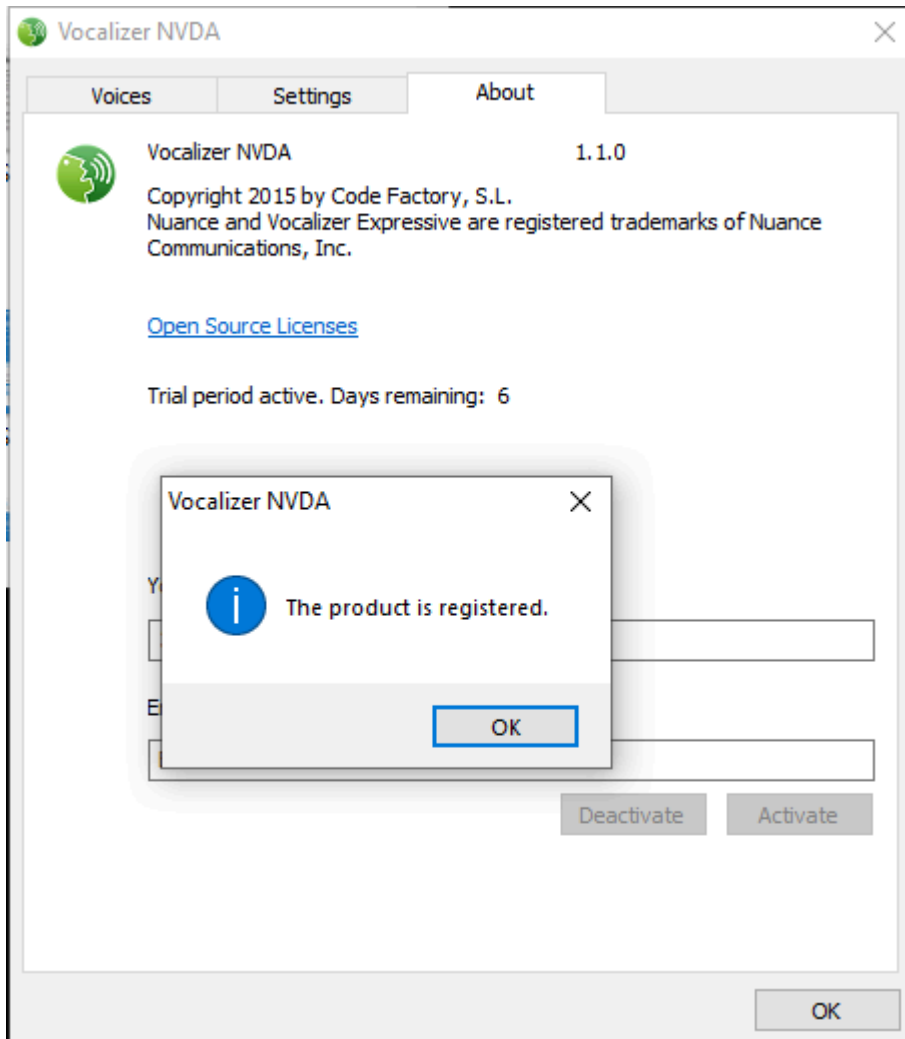 Vocalizer NVDA
Voices Settings About
Vocalizer NVDA 1.1.0
Copyright 2015 by Code Factory, S.L.
Nuance and Vocalizer Expressive are registered trademarks of Nuance
Communications, Inc.
Open Source Licenses
Trial period active. Days remaining: 6
Vocalizer NVDA
The product is registered.
OK
Deactivate Activate
OK